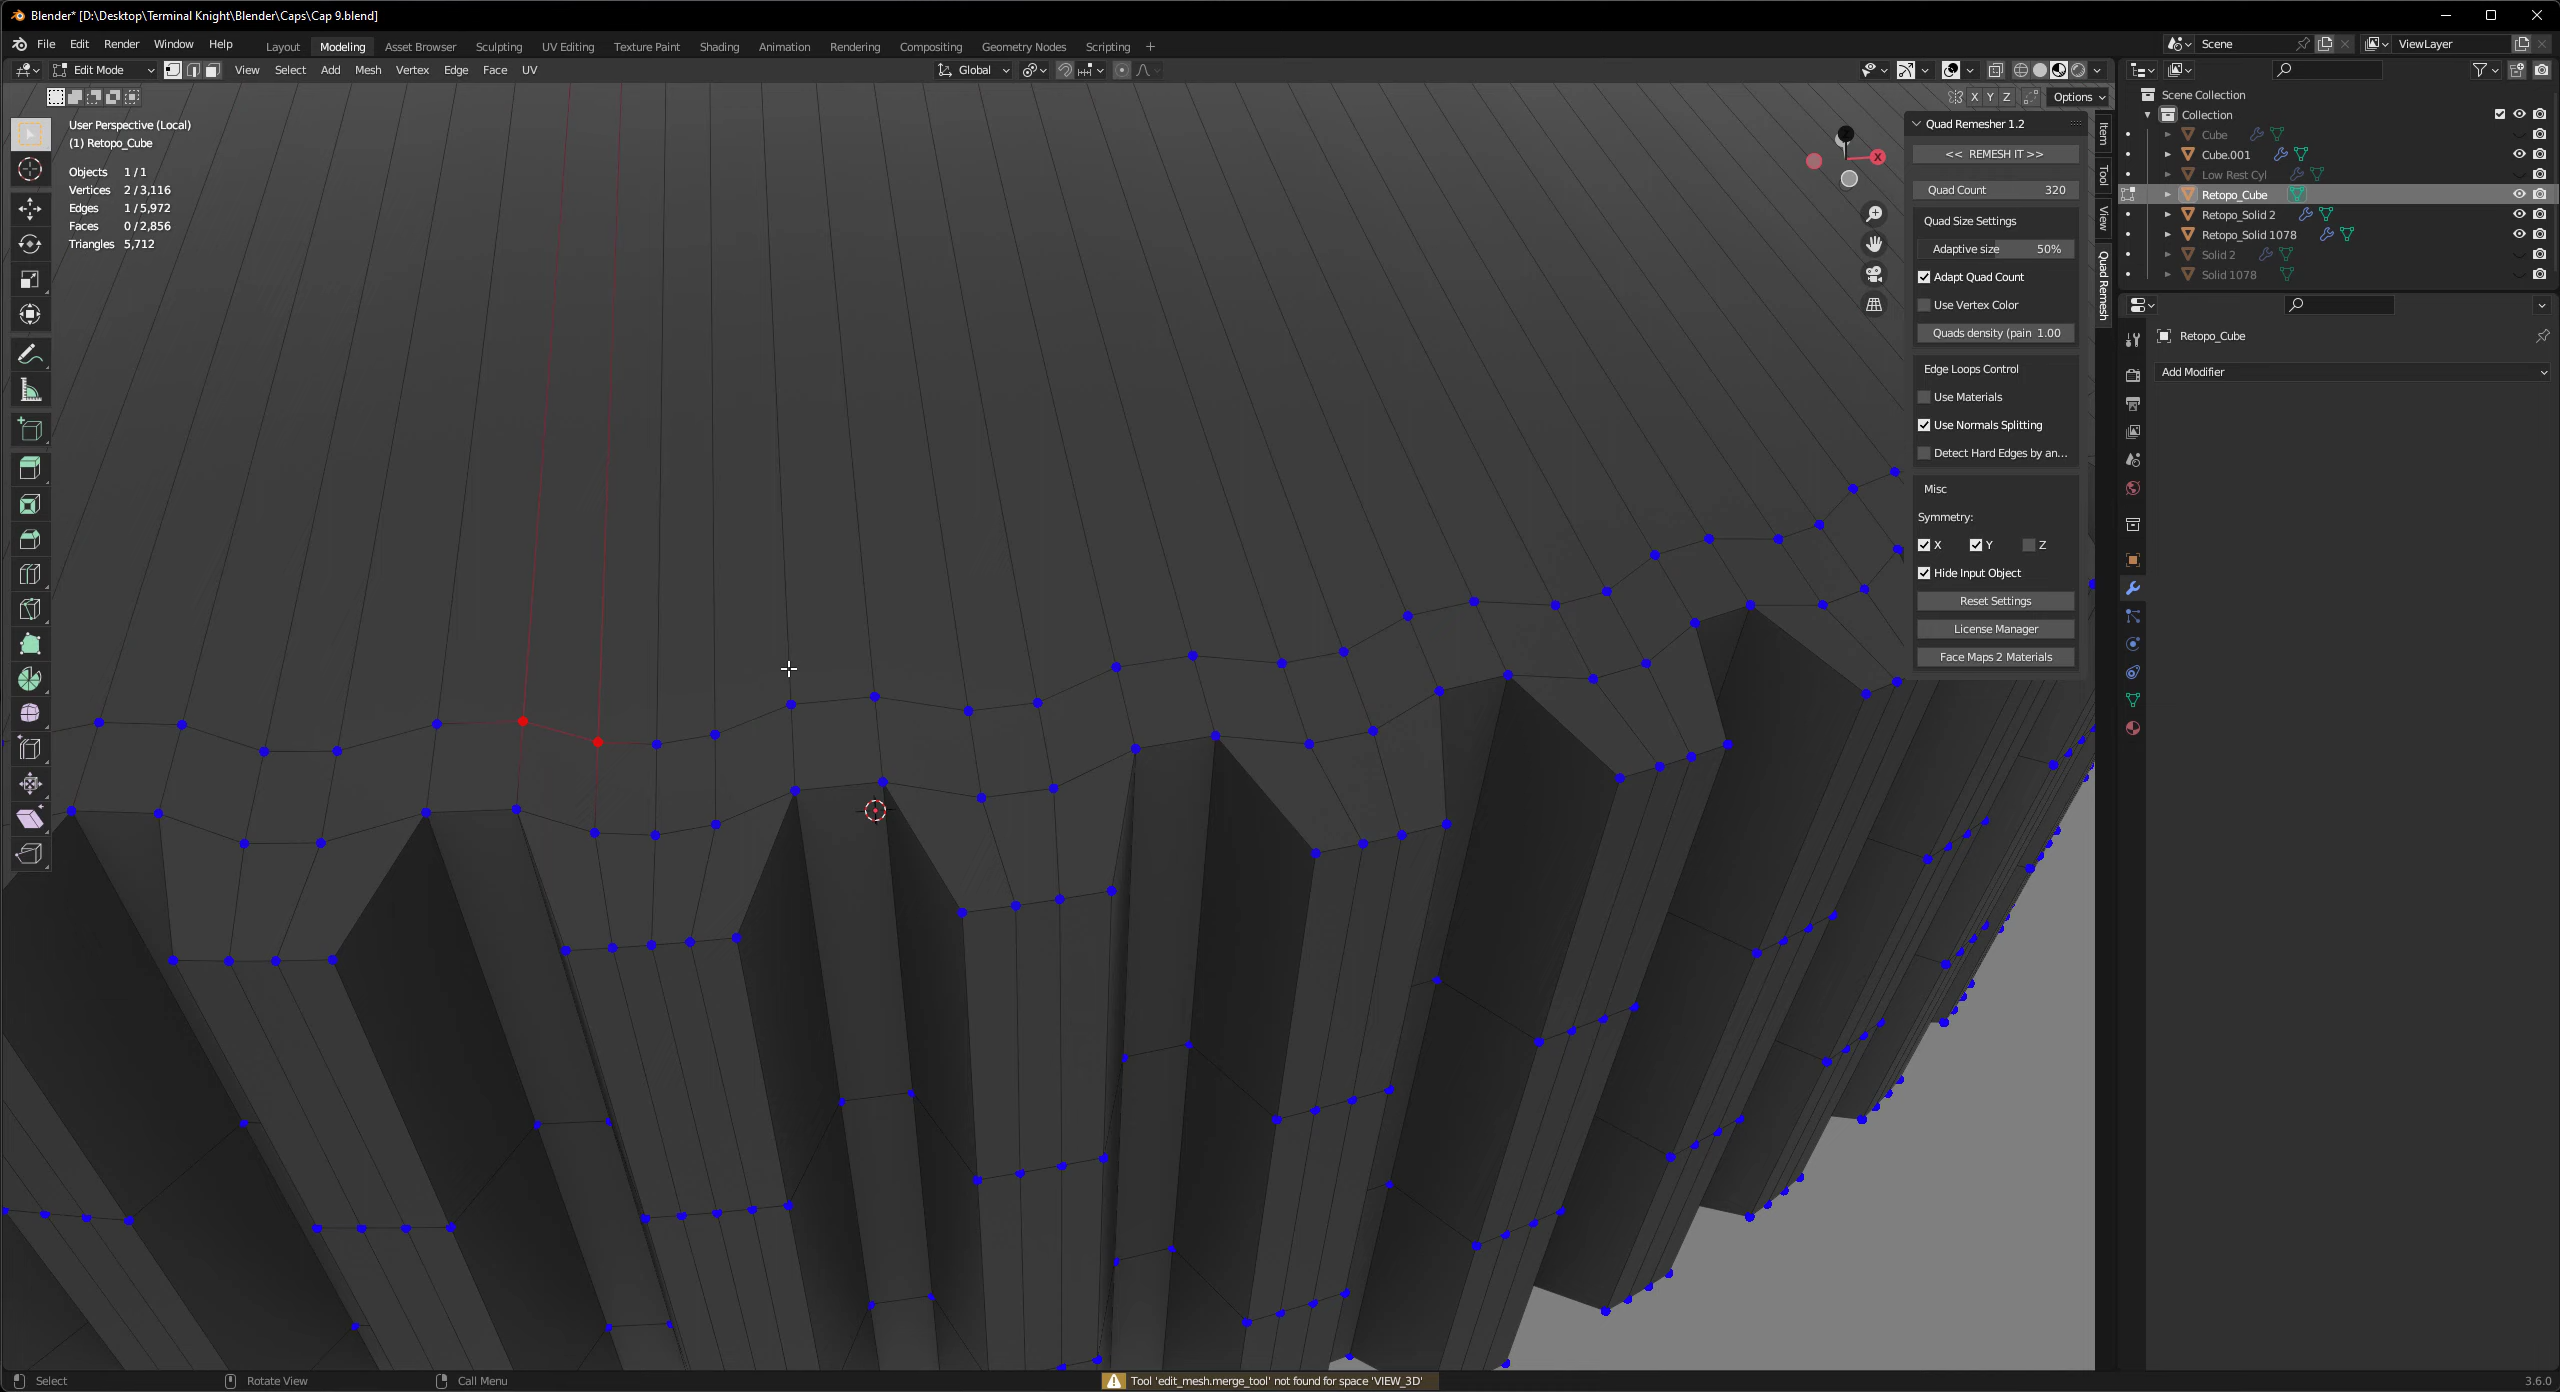 Blender* [D:\Desktop\Terminal Knight\Blender\Caps\Cap 9.blend]
File Edit Render Window Help Layout Modeling Asset Browser Sculpting UV Editing Texture Paint Shading Animation Rendering Compositing Geometry Nodes Scripting + Scene ViewLayer
Edit Mode View Select Add Mesh Vertex Edge Face UV Global
X Y Z Options
User Perspective (Local)
(1) Retopo_Cube
Objects 1 / 1
Vertices 2 / 3,116
Edges 1 / 5,972
Faces 0 / 2,856
Triangles 5,712
X
Quad Remesher 1.2
<< REMESH IT >>
Quad Count 320
Quad Size Settings
Adaptive size 50%
Adapt Quad Count
Use Vertex Color
Quads density (pain 1.00
Edge Loops Control
Use Materials
Use Normals Splitting
Detect Hard Edges by an...
Misc
Symmetry:
X Y Z
Hide Input Object
Reset Settings
License Manager
Face Maps 2 Materials
Item
Tool
View
Quad Remesh
Scene Collection
Collection
Cube
Cube.001
Low Rest Cyl
Retopo_Cube
Retopo_Solid 2
Retopo_Solid 1078
Solid 2
Solid 1078
Retopo_Cube
Add Modifier
Select Rotate View Call Menu Tool 'edit_mesh.merge_tool' not found for space 'VIEW_3D' 3.6.0